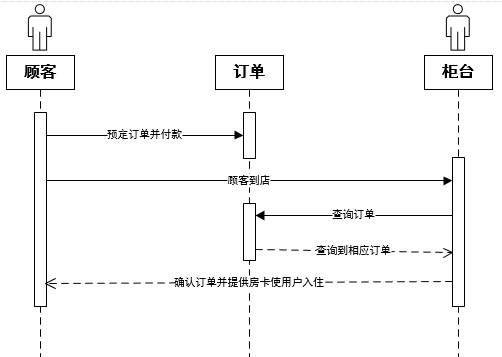 顾客
订单
柜台
预定订单并付款
顾客到店
查询订单
查询到相应订单
确认订单并提供房卡使用户入住